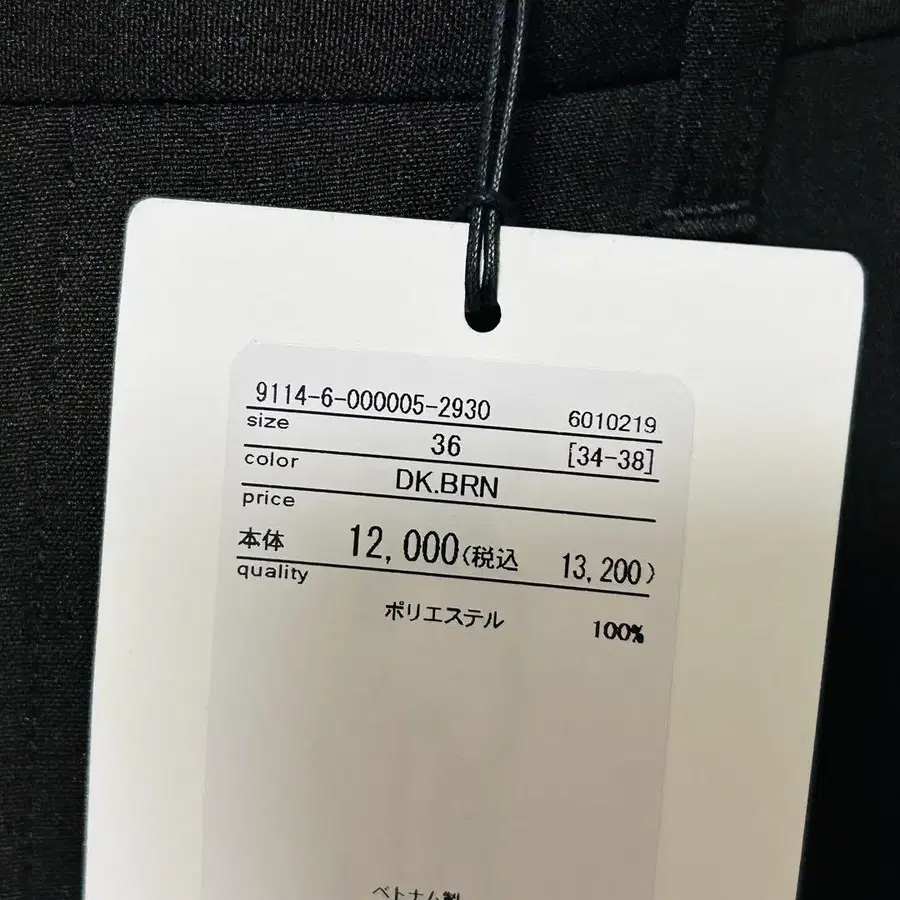 9114-6-000005-2930 6010219
size 36 [34-38]
color DK.BRN
price
本体 12,000(税込 13,200)
quality
ポリエステル 100%
ベトナム製